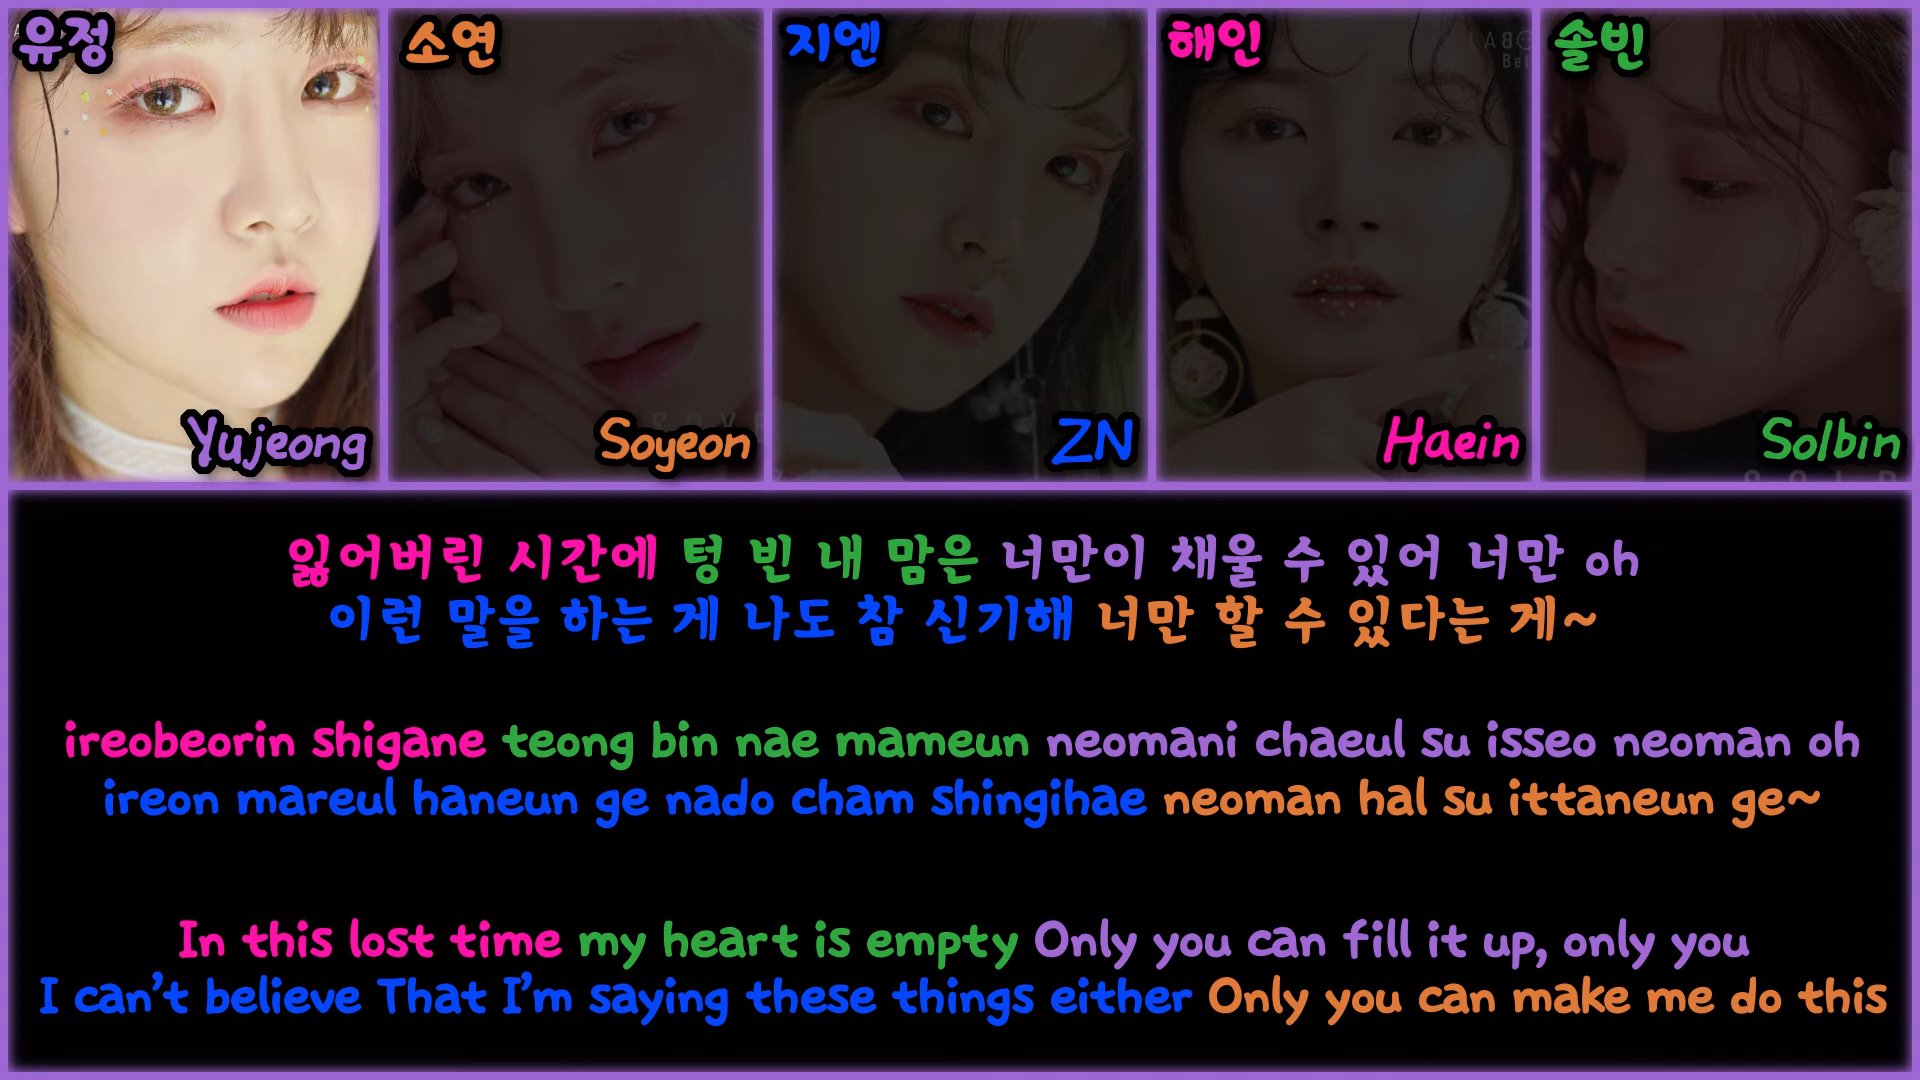 유정
소연
지엔
해인
솔빈
Yujeong
Soyeon
ZN
Haein
Solbin
잃어버린 시간에 텅 빈 내 맘은 너만이 채울 수 있어 너만 oh
이런 말을 하는 게 나도 참 신기해 너만 할 수 있다는 게~
ireobeorin shigane teong bin nae mameun neomani chaeul su isseo neoman oh
ireon mareul haneun ge nado cham shingihae neoman hal su ittaneun ge~
In this lost time my heart is empty Only you can fill it up, only you
I can't believe That I'm saying these things either Only you can make me do this